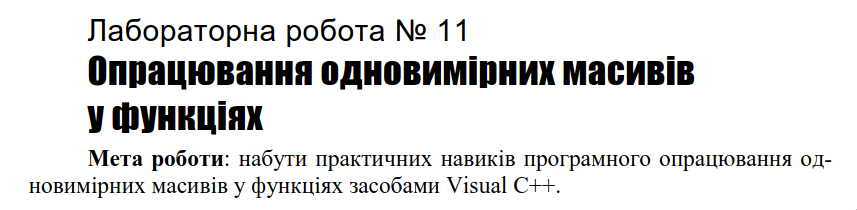 Лабораторна робота № 11
Опрацювання одновимірних масивів
у функціях
Мета роботи: набути практичних навиків програмного опрацювання од-
новимірних масивів у функціях засобами Visual C++.